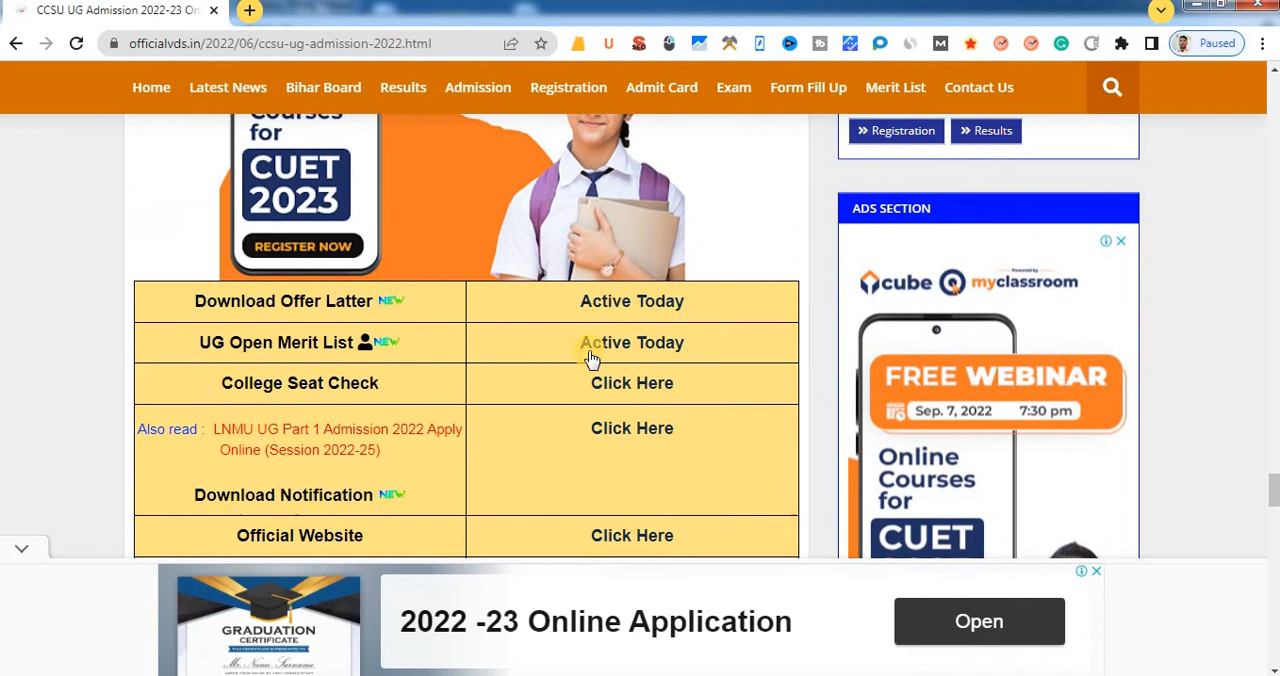 CCSU UG Admission 2022-23 On
officialvds.in/2022/06/ccsu-ug-admission-2022.html
Paused
Home Latest News Bihar Board Results Admission Registration Admit Card Exam Form Fill Up Merit List Contact Us
Courses
for
CUET
2023
REGISTER NOW
Download Offer Latter NEW Active Today
UG Open Merit List NEW Active Today
College Seat Check Click Here
Also read : LNMU UG Part 1 Admission 2022 Apply Click Here
Online (Session 2022-25)
Download Notification NEW
Official Website Click Here
Registration Results
ADS SECTION
cube Q myclassroom
FREE WEBINAR
Sep. 7, 2022 7:30 pm
Online
Courses
for
CUET
GRADUATION
CERTIFICATE
Mr. Name Surname
2022 -23 Online Application
Open